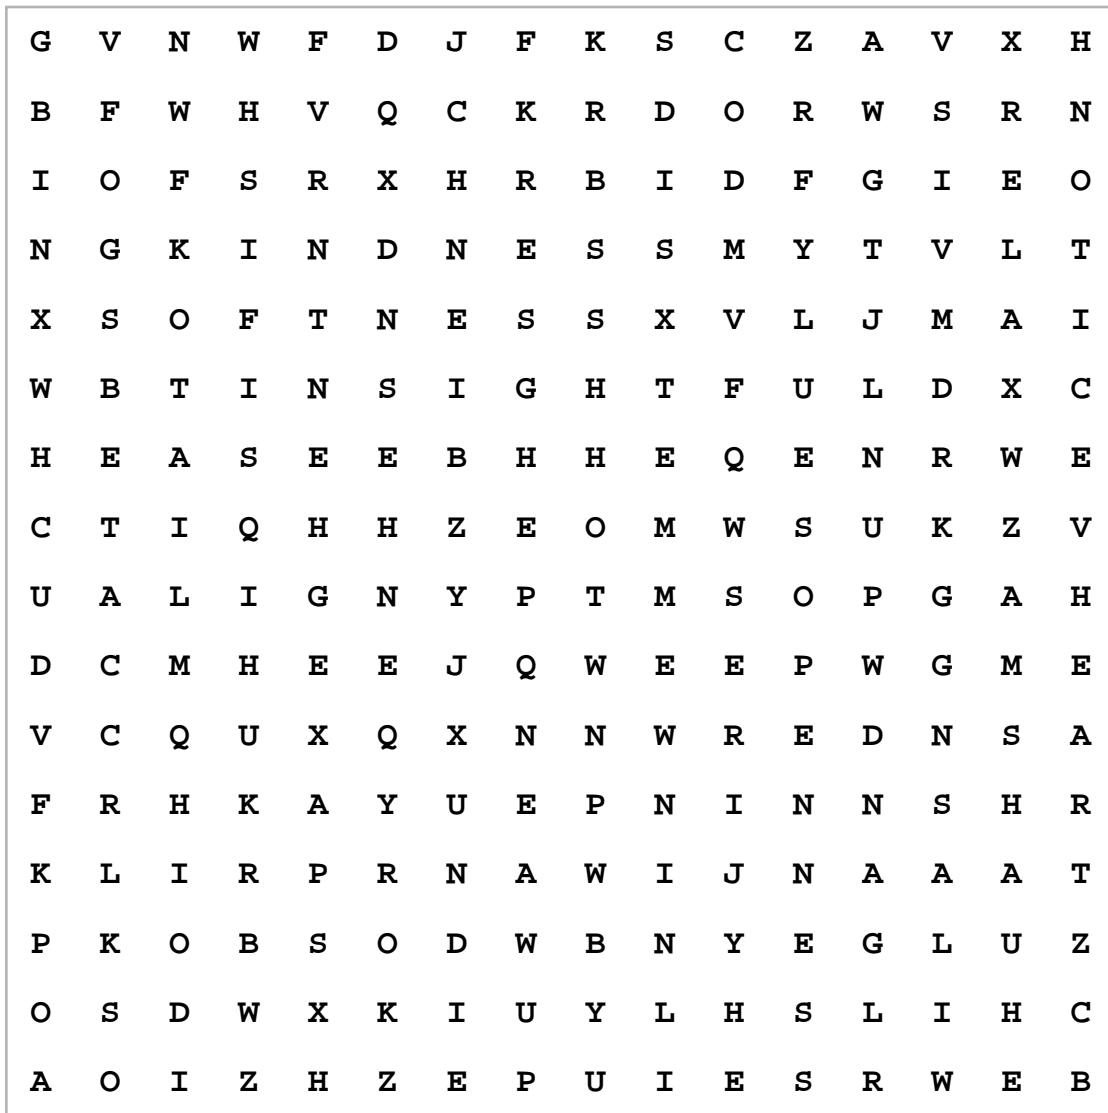 G V N W F D J F K S C Z A V X H
B F W H V Q C K R D O R W S R N
I O F S R X H R B I D F G I E O
N G K I N D N E S S M Y T V L T
X S O F T N E S S X V L J M A I
W B T I N S I G H T F U L D X C
H E A S E E B H H E Q E N R W E
C T I Q H H Z E O M W S U K Z V
U A L I G N Y P T M S O P G A H
D C M H E E J Q W E E P W G M E
V C Q U X Q X N N W R E D N S A
F R H K A Y U E P N I N N S H R
K L I R P R N A W I J N A A A T
P K O B S O D W B N Y E G L U Z
O S D W X K I U Y L H S L I H C
A O I Z H Z E P U I E S R W E B